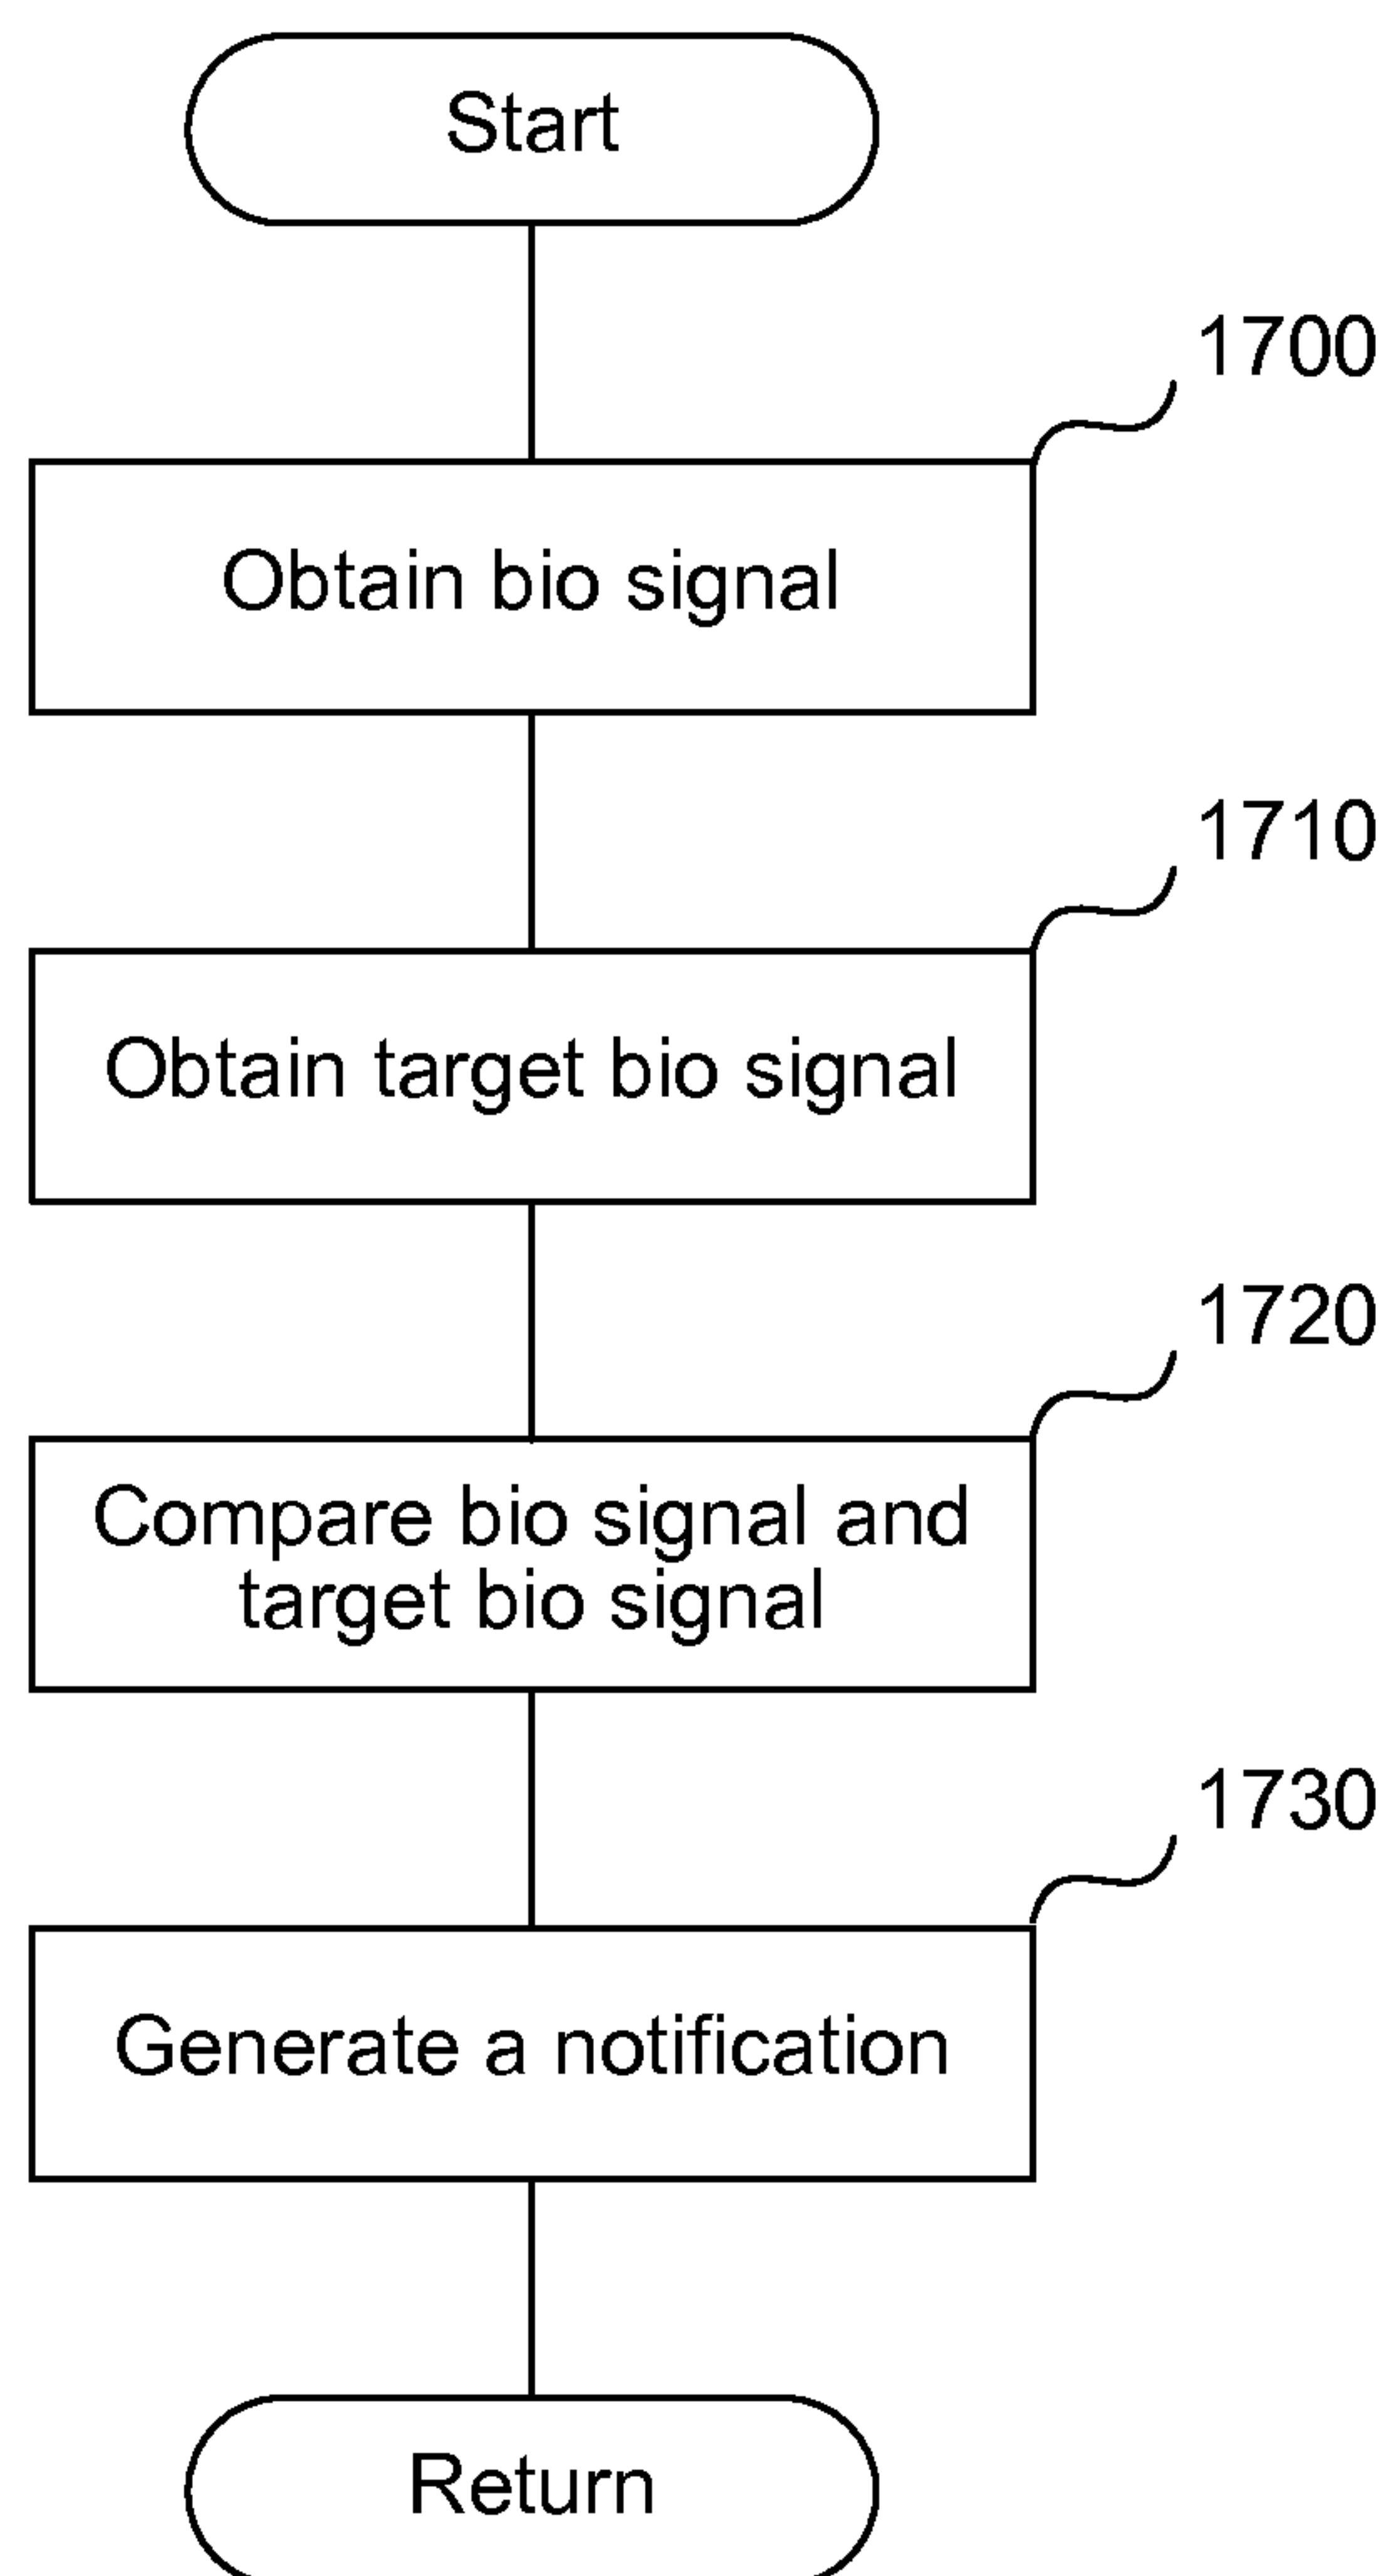 Start
1700
Obtain bio signal
1710
Obtain target bio signal
1720
Compare bio signal and
target bio signal
1730
Generate a notification
Return